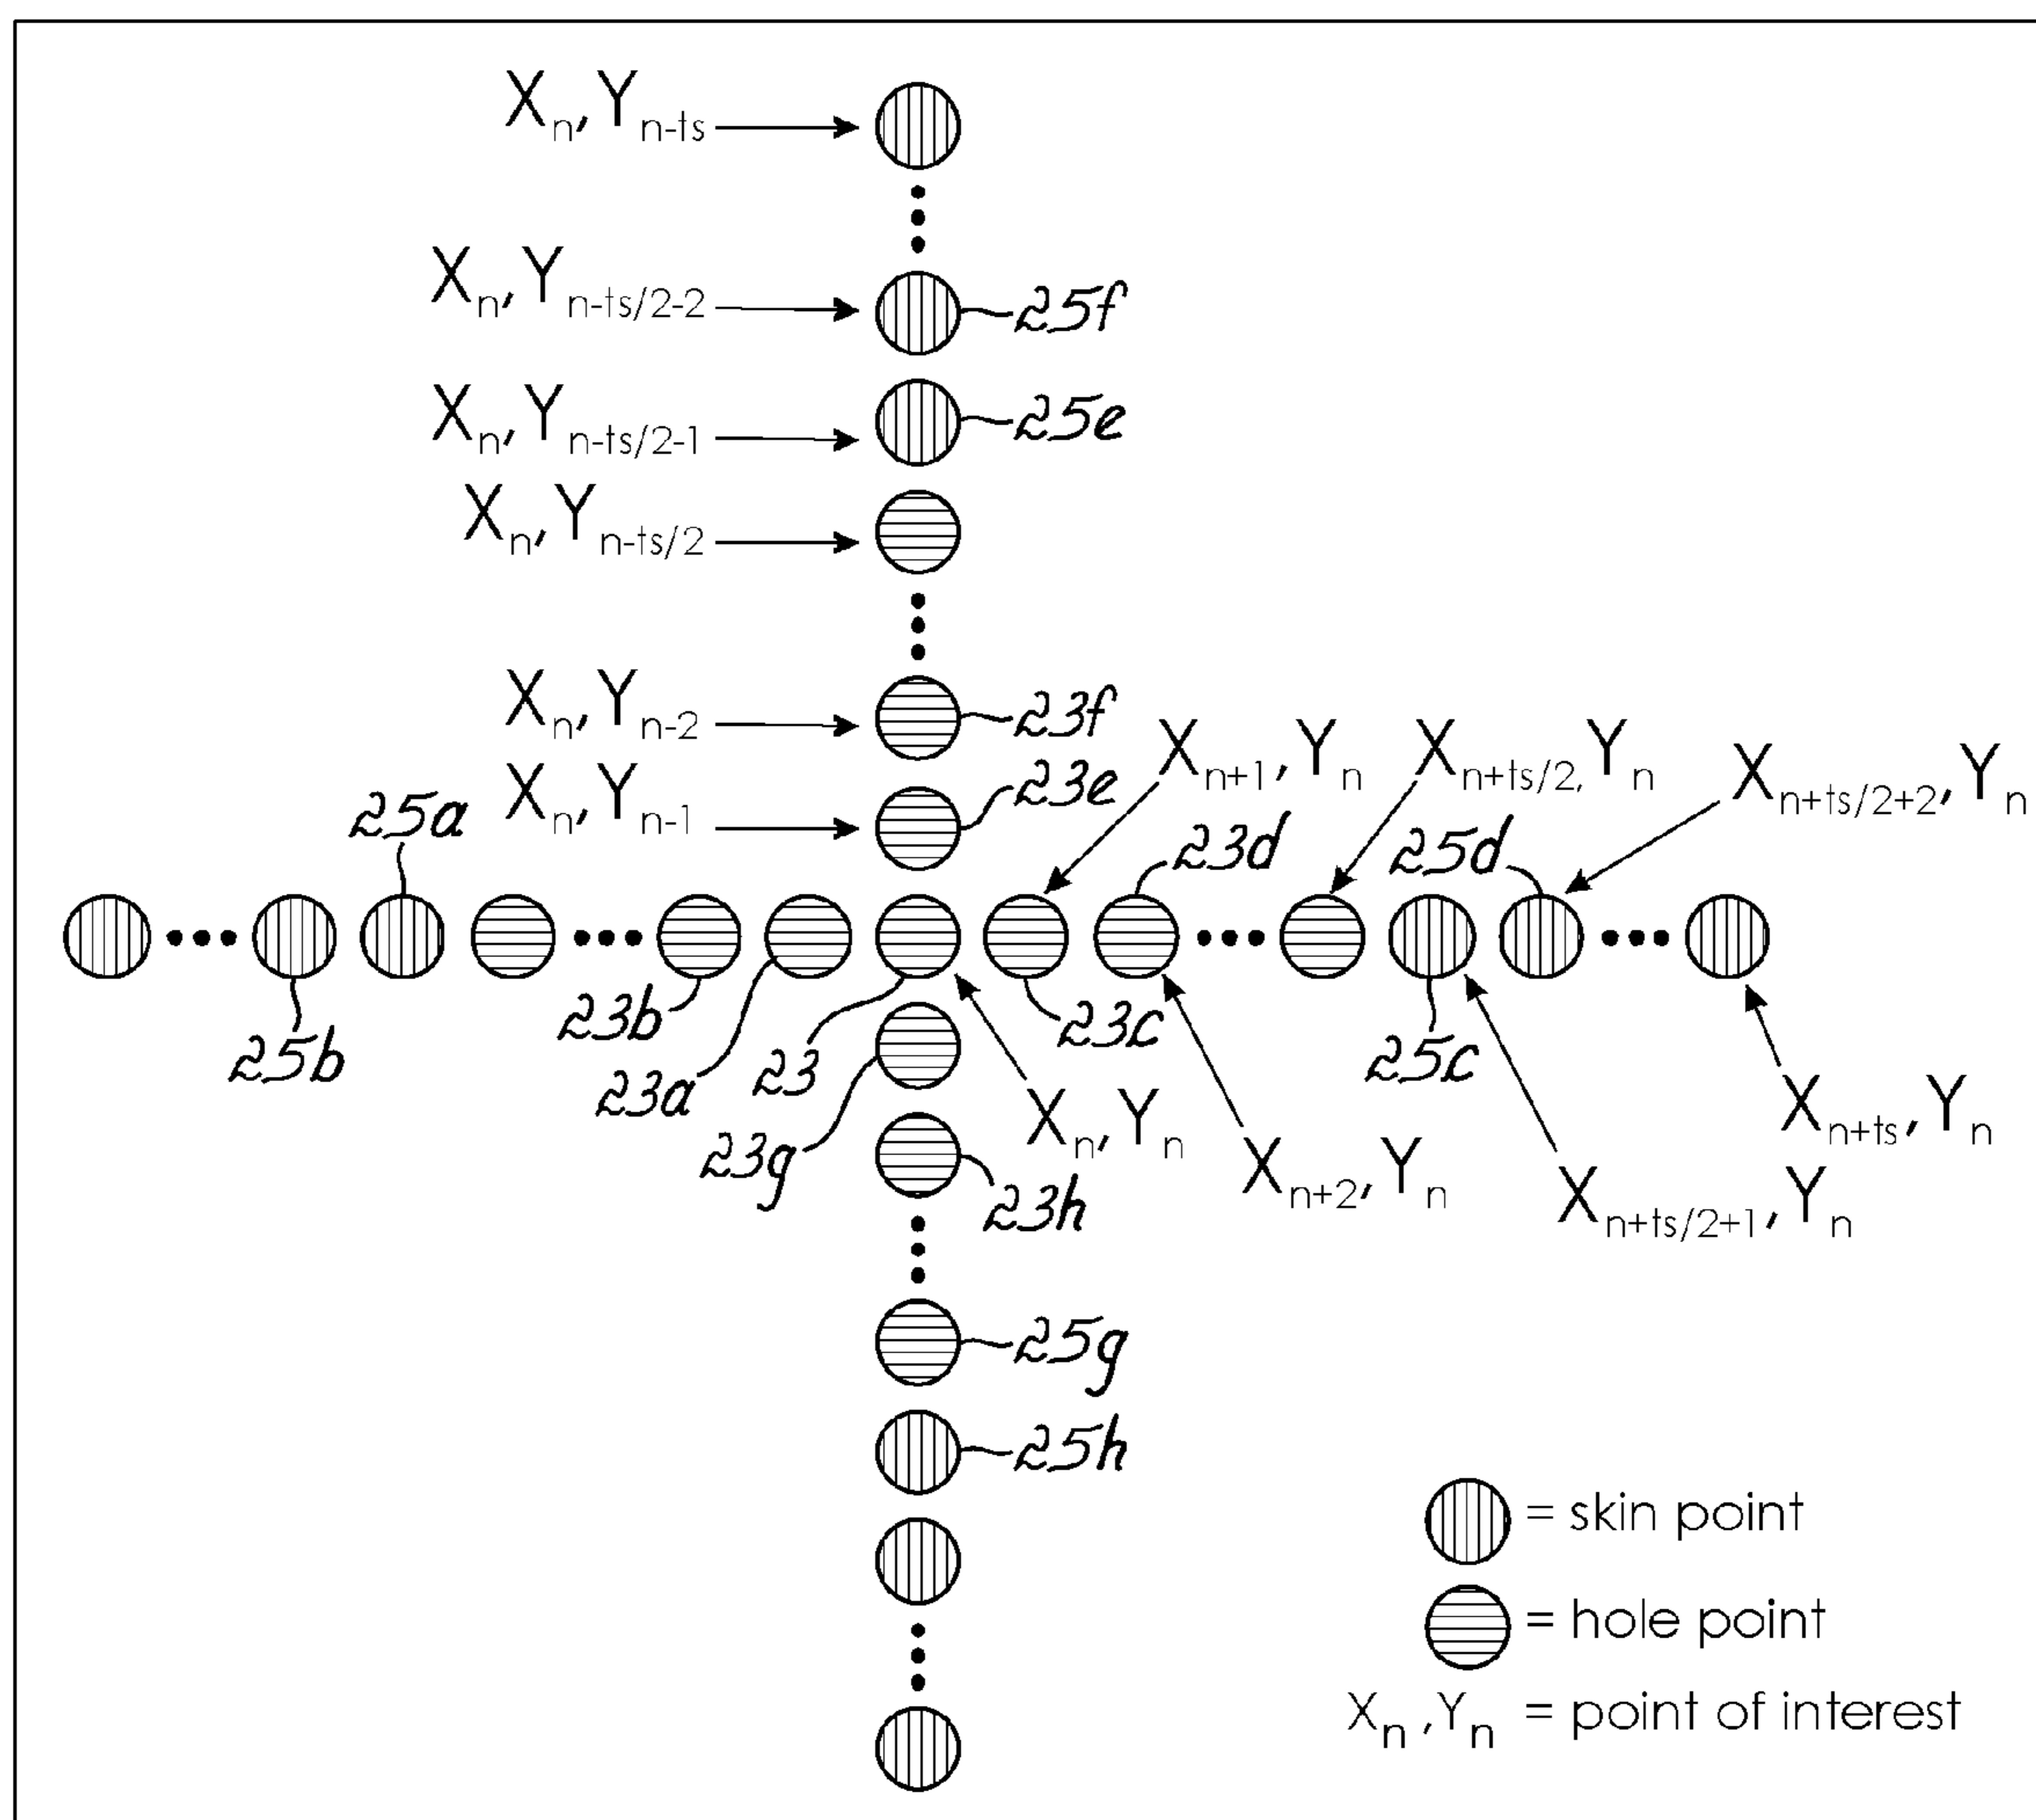 Xn, Yn-ts
Xn, Yn-ts/2-2
25f
Xn, Yn-ts/2-1
25e
Xn, Yn-ts/2
Xn, Yn-2
23f
Xn+1, Yn
Xn+ts/2, Yn
Xn+ts/2+2, Yn
25a
Xn, Yn-1
23e
23d
25d
25b
23b
23a
23
23c
25c
23g
Xn, Yn
Xn+2, Yn
Xn+ts/2+1, Yn
Xn+ts, Yn
23h
25g
25h
= skin point
= hole point
Xn, Yn = point of interest